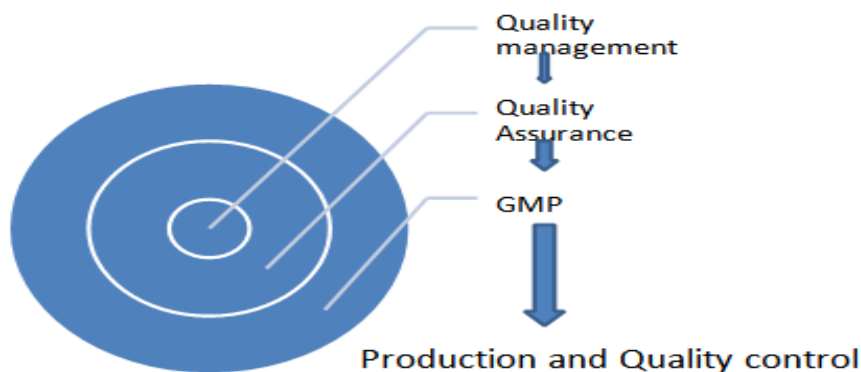 Quality
management
Quality
Assurance
GMP
Production and Quality control